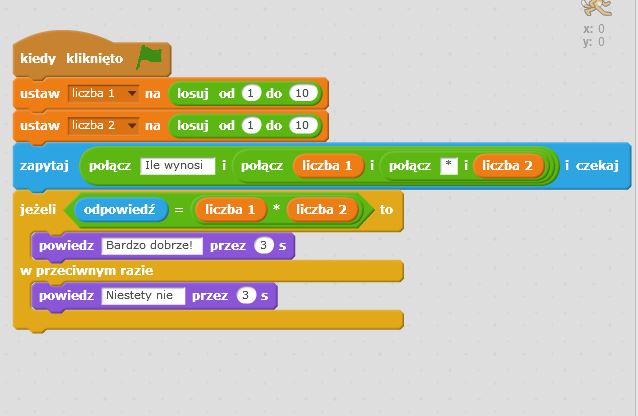 x: 0
y: 0
kiedy kliknięto
ustaw liczba 1 na losuj od 1 do 10
ustaw liczba 2 na losuj od 1 do 10
zapytaj połącz Ile wynosi i połącz liczba 1 i połącz * i liczba 2 i czekaj
jeżeli odpowiedź = liczba 1 * liczba 2 to
powiedz Bardzo dobrze! przez 3 s
w przeciwnym razie
powiedz Niestety nie przez 3 s